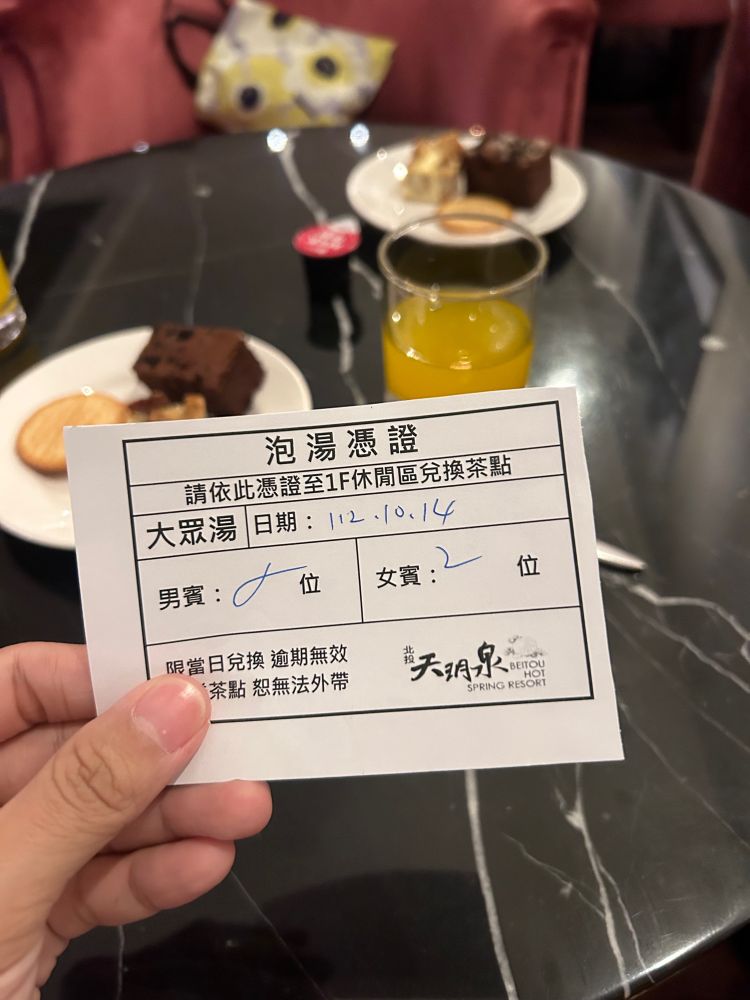 泡湯憑證
請依此憑證至1F休閒區兌換茶點
大眾湯 日期：112.10.14
男賓： 位 女賓：2 位
限當日兌換 逾期無效
茶點 恕無法外帶
北投 天玥泉 BEITOU
HOT
SPRING RESORT